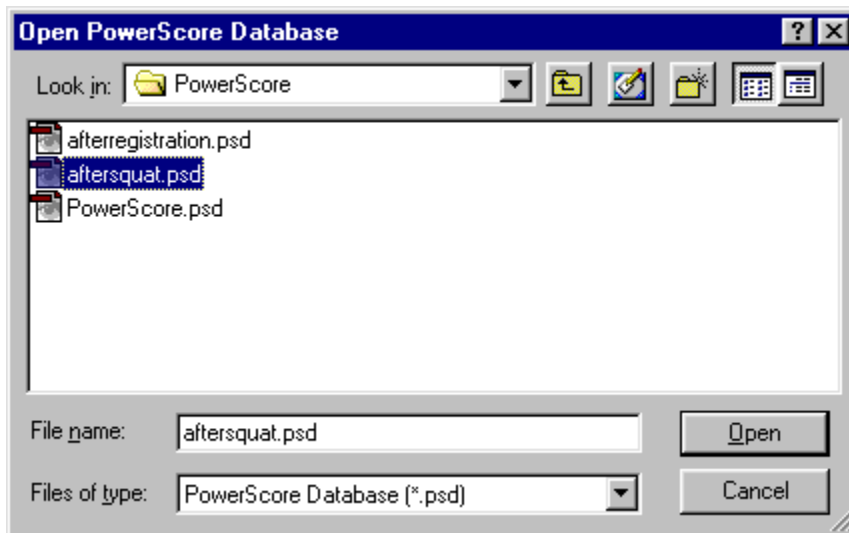 Open PowerScore Database
Look in: PowerScore
afterregistration.psd
aftersquat.psd
PowerScore.psd
File name: aftersquat.psd Open
Files of type: PowerScore Database (*.psd) Cancel